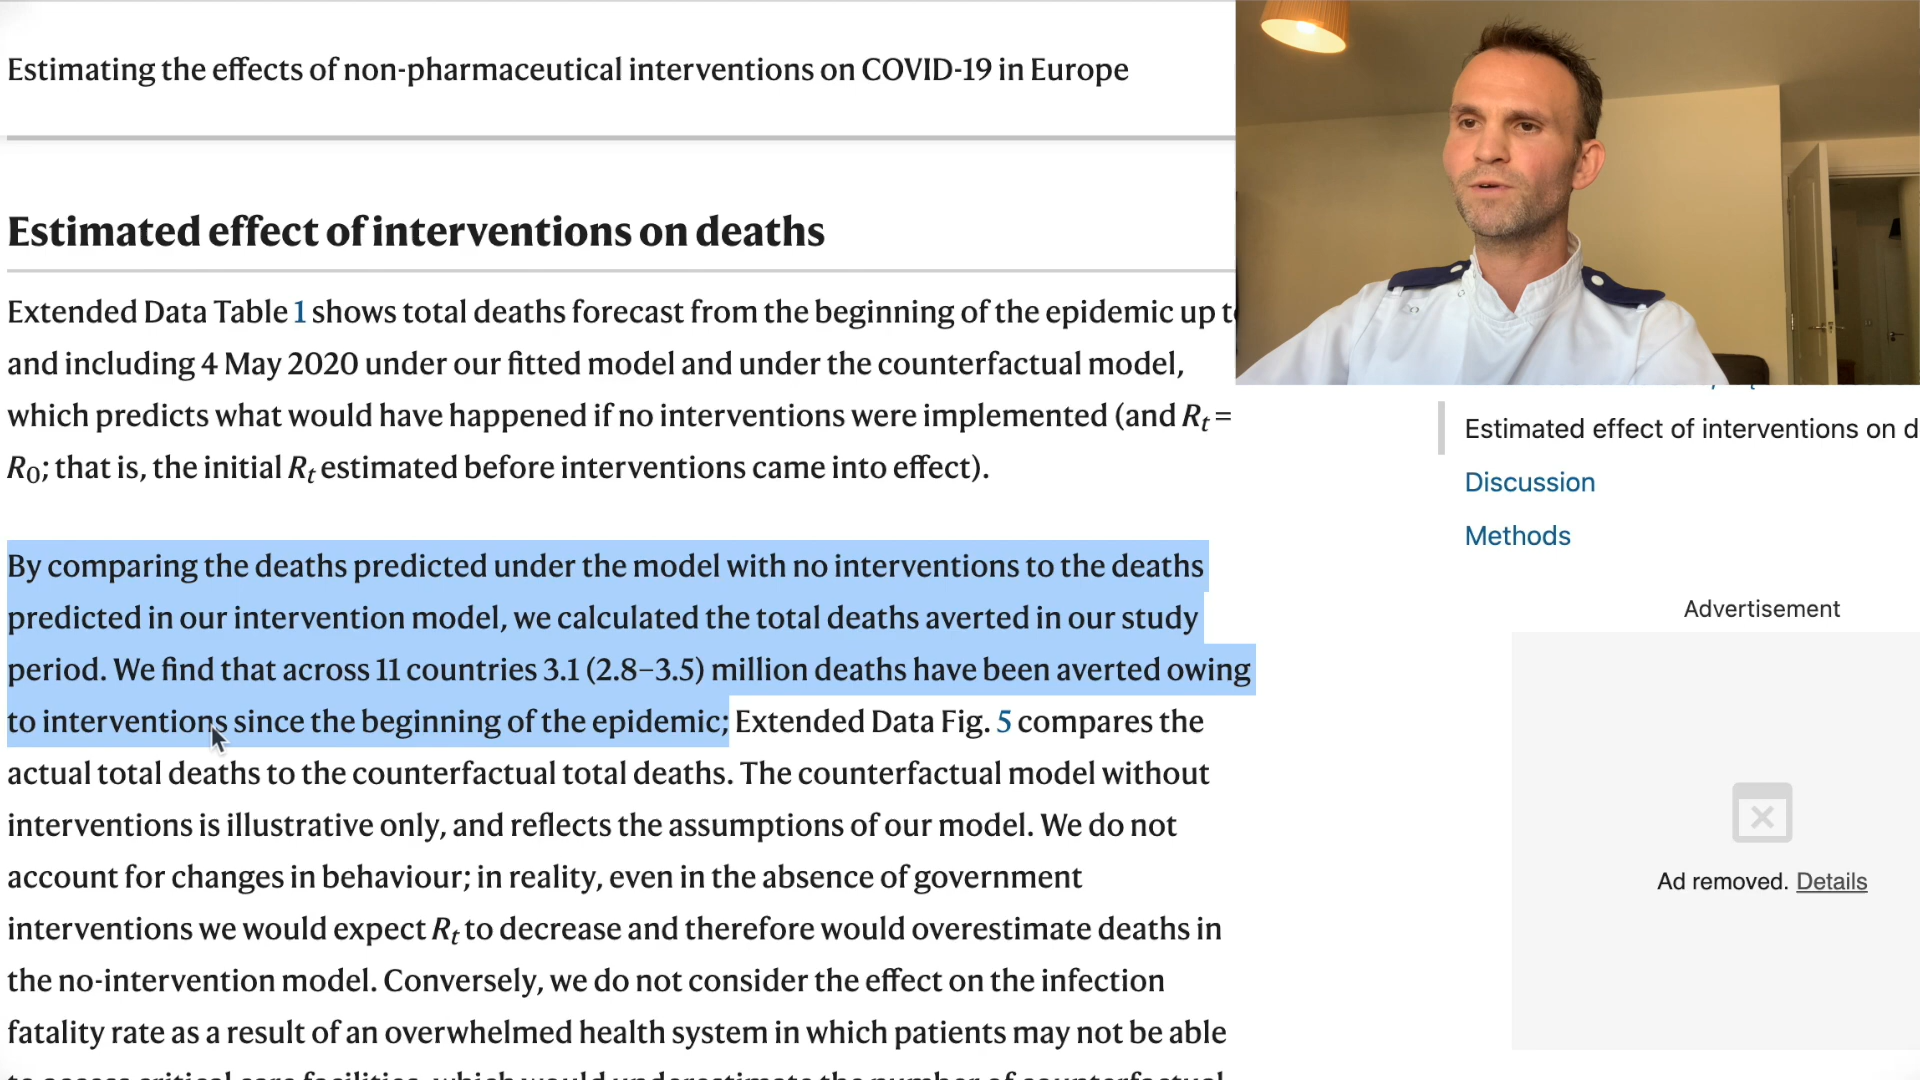 Estimating the effects of non-pharmaceutical interventions on COVID-19 in Europe
Estimated effect of interventions on deaths
Extended Data Table 1 shows total deaths forecast from the beginning of the epidemic up
and including 4 May 2020 under our fitted model and under the counterfactual model,
which predicts what would have happened if no interventions were implemented (and Rt =
R0; that is, the initial Rt estimated before interventions came into effect).
By comparing the deaths predicted under the model with no interventions to the deaths
predicted in our intervention model, we calculated the total deaths averted in our study
period. We find that across 11 countries 3.1 (2.8–3.5) million deaths have been averted owing
to interventions since the beginning of the epidemic; Extended Data Fig. 5 compares the
actual total deaths to the counterfactual total deaths. The counterfactual model without
interventions is illustrative only, and reflects the assumptions of our model. We do not
account for changes in behaviour; in reality, even in the absence of government
interventions we would expect Rt to decrease and therefore would overestimate deaths in
the no-intervention model. Conversely, we do not consider the effect on the infection
fatality rate as a result of an overwhelmed health system in which patients may not be able
Estimated effect of interventions on d
Discussion
Methods
Advertisement
Ad removed. Details